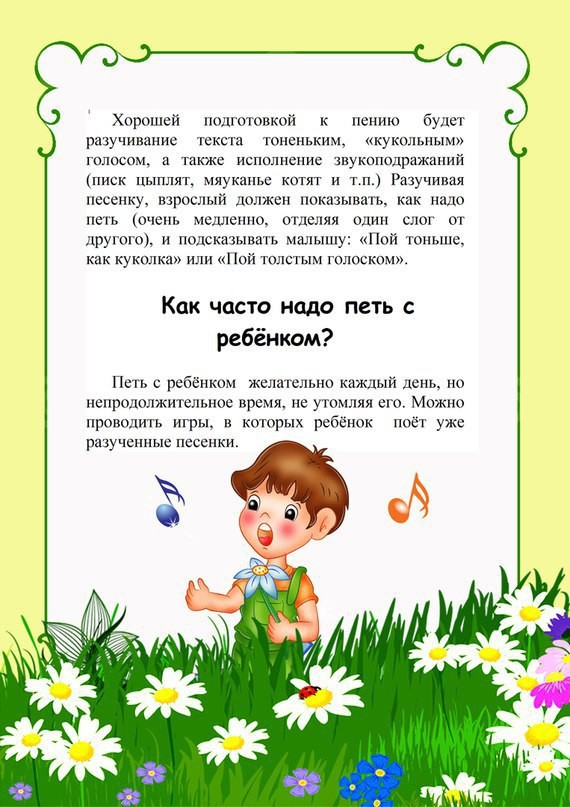 Хорошей подготовкой к пению будет
разучивание текста тоненьким, «кукольным»
голосом, а также исполнение звукоподражаний
(писк цыплят, мяуканье котят и т.п.) Разучивая
песенку, взрослый должен показывать, как надо
петь (очень медленно, отделяя один слог от
другого), и подсказывать малышу: «Пой тоньше,
как куколка» или «Пой толстым голоском».
Как часто надо петь с
ребёнком?
Петь с ребёнком желательно каждый день, но
непродолжительное время, не утомляя его. Можно
проводить игры, в которых ребёнок поёт уже
разученные песенки.